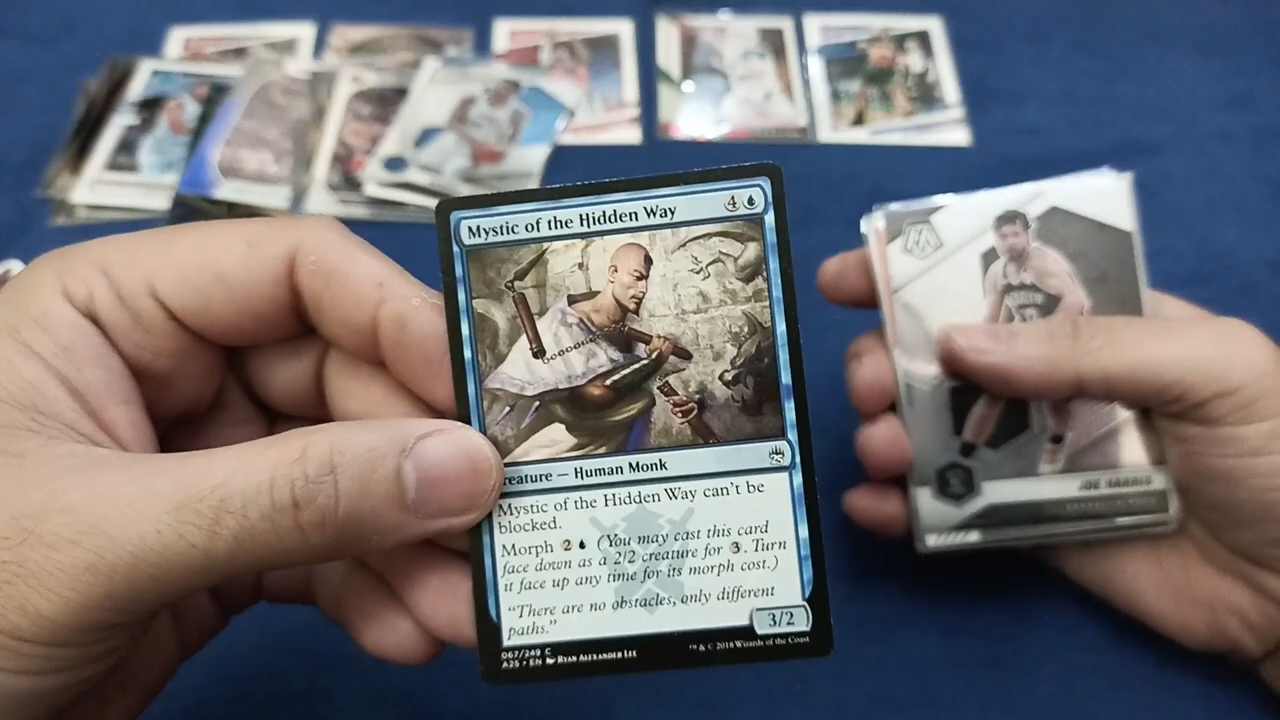 Mystic of the Hidden Way 4
reature — Human Monk
25
Mystic of the Hidden Way can't be
blocked.
Morph 2 (You may cast this card
face down as a 2/2 creature for 3. Turn
it face up any time for its morph cost.)
"There are no obstacles, only different
paths."
3/2
067/249 C
A25 • EN RYAN ALEXANDER LEE
™ & © 2018 Wizards of the Coast
JOE HARRIS